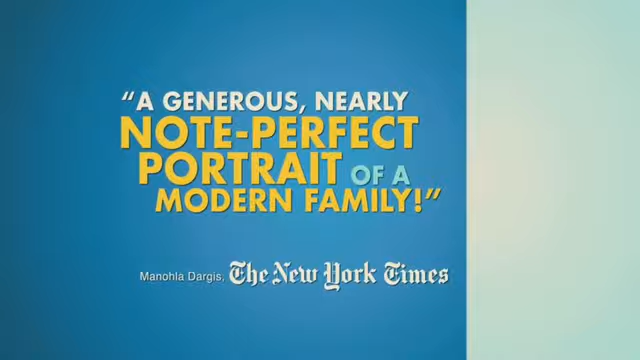 “A GENEROUS, NEARLY
NOTE-PERFECT
PORTRAIT OF A
MODERN FAMILY!”
Manohla Dargis, The New York Times